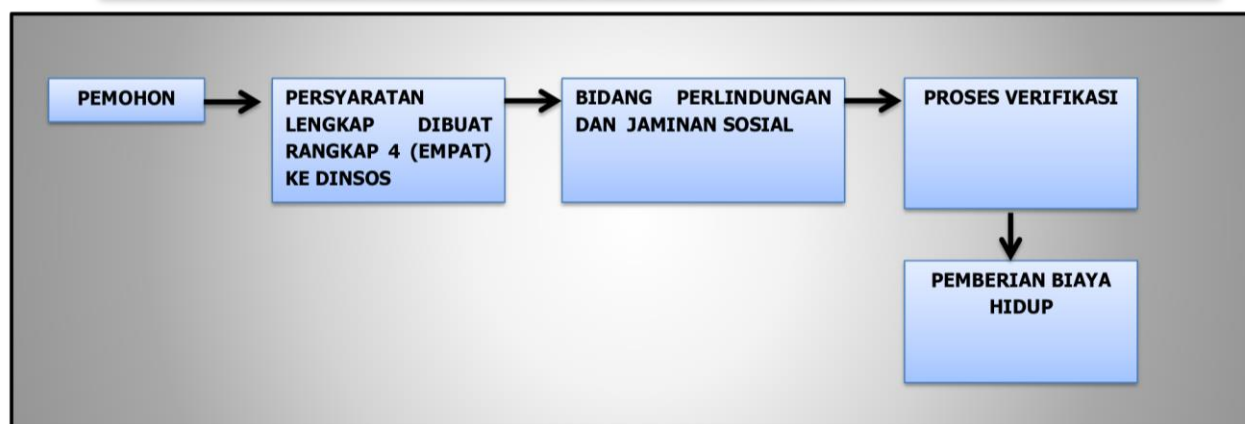 PEMOHON
PERSYARATAN
LENGKAP DIBUAT
RANGKAP 4 (EMPAT)
KE DINSOS
BIDANG PERLINDUNGAN
DAN JAMINAN SOSIAL
PROSES VERIFIKASI
PEMBERIAN BIAYA
HIDUP